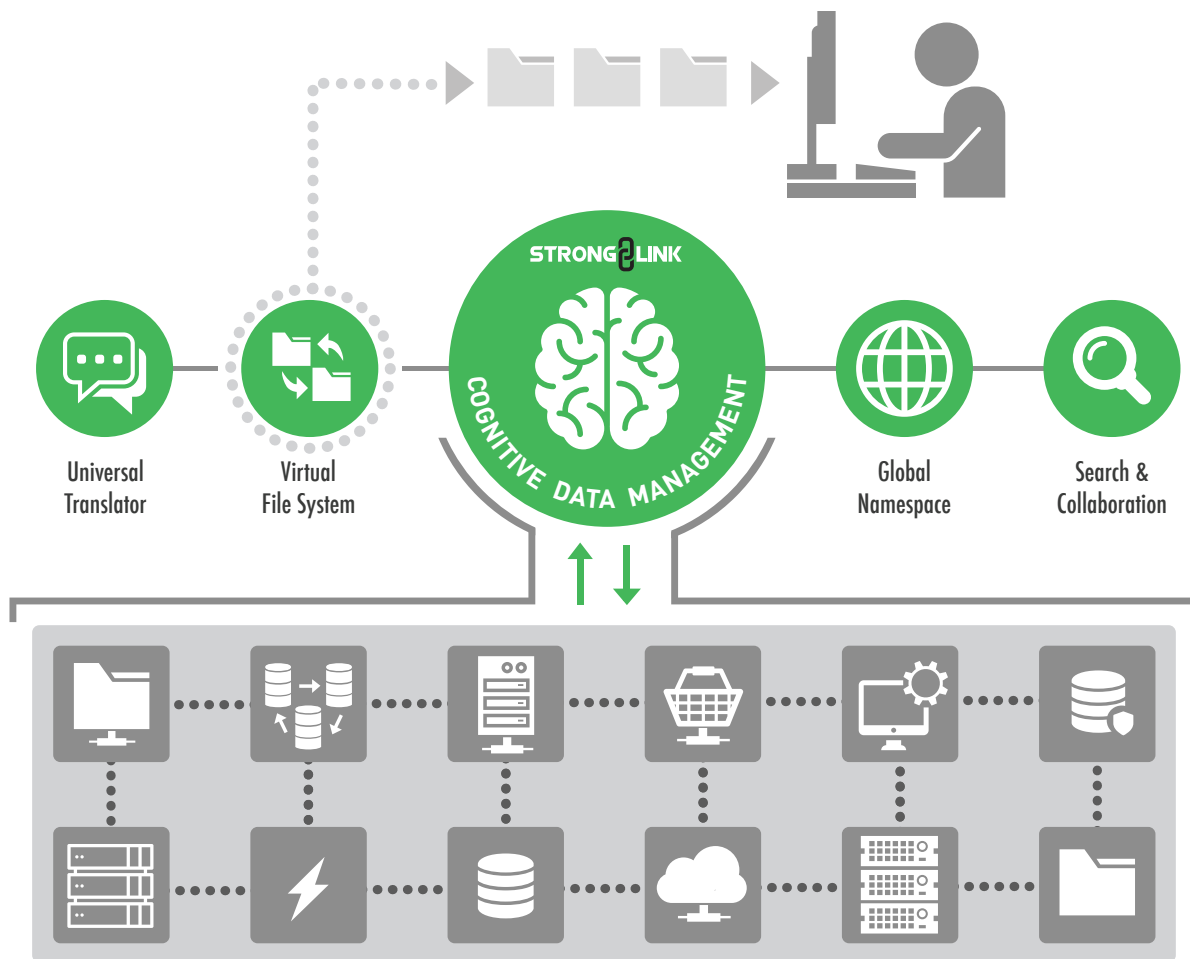 STRONG LINK
COGNITIVE DATA MANAGEMENT
Universal
Translator
Virtual
File System
Global
Namespace
Search &
Collaboration